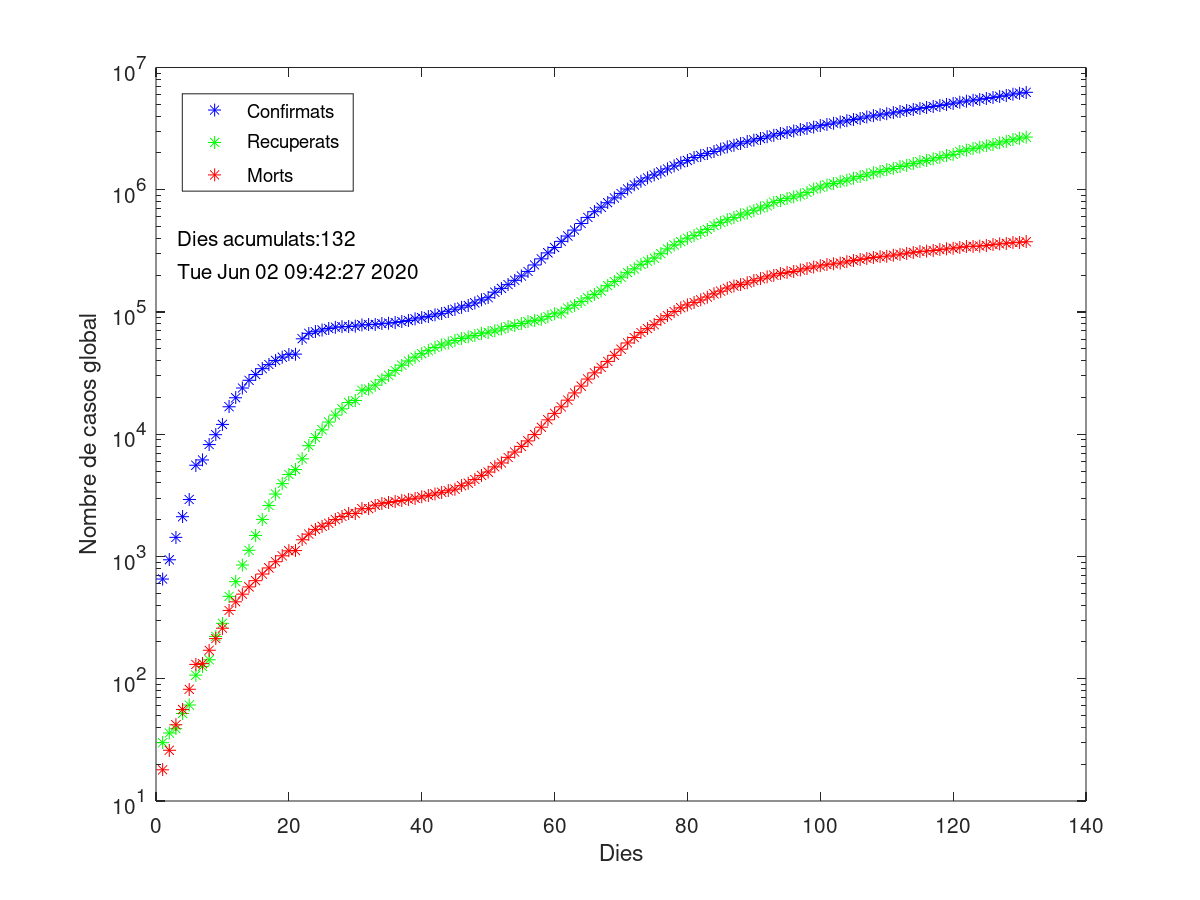 10^7
10^6
10^5
10^4
10^3
10^2
10^1
Nombre de casos global
Confirmats
Recuperats
Morts
Dies acumulats:132
Tue Jun 02 09:42:27 2020
0 20 40 60 80 100 120 140
Dies